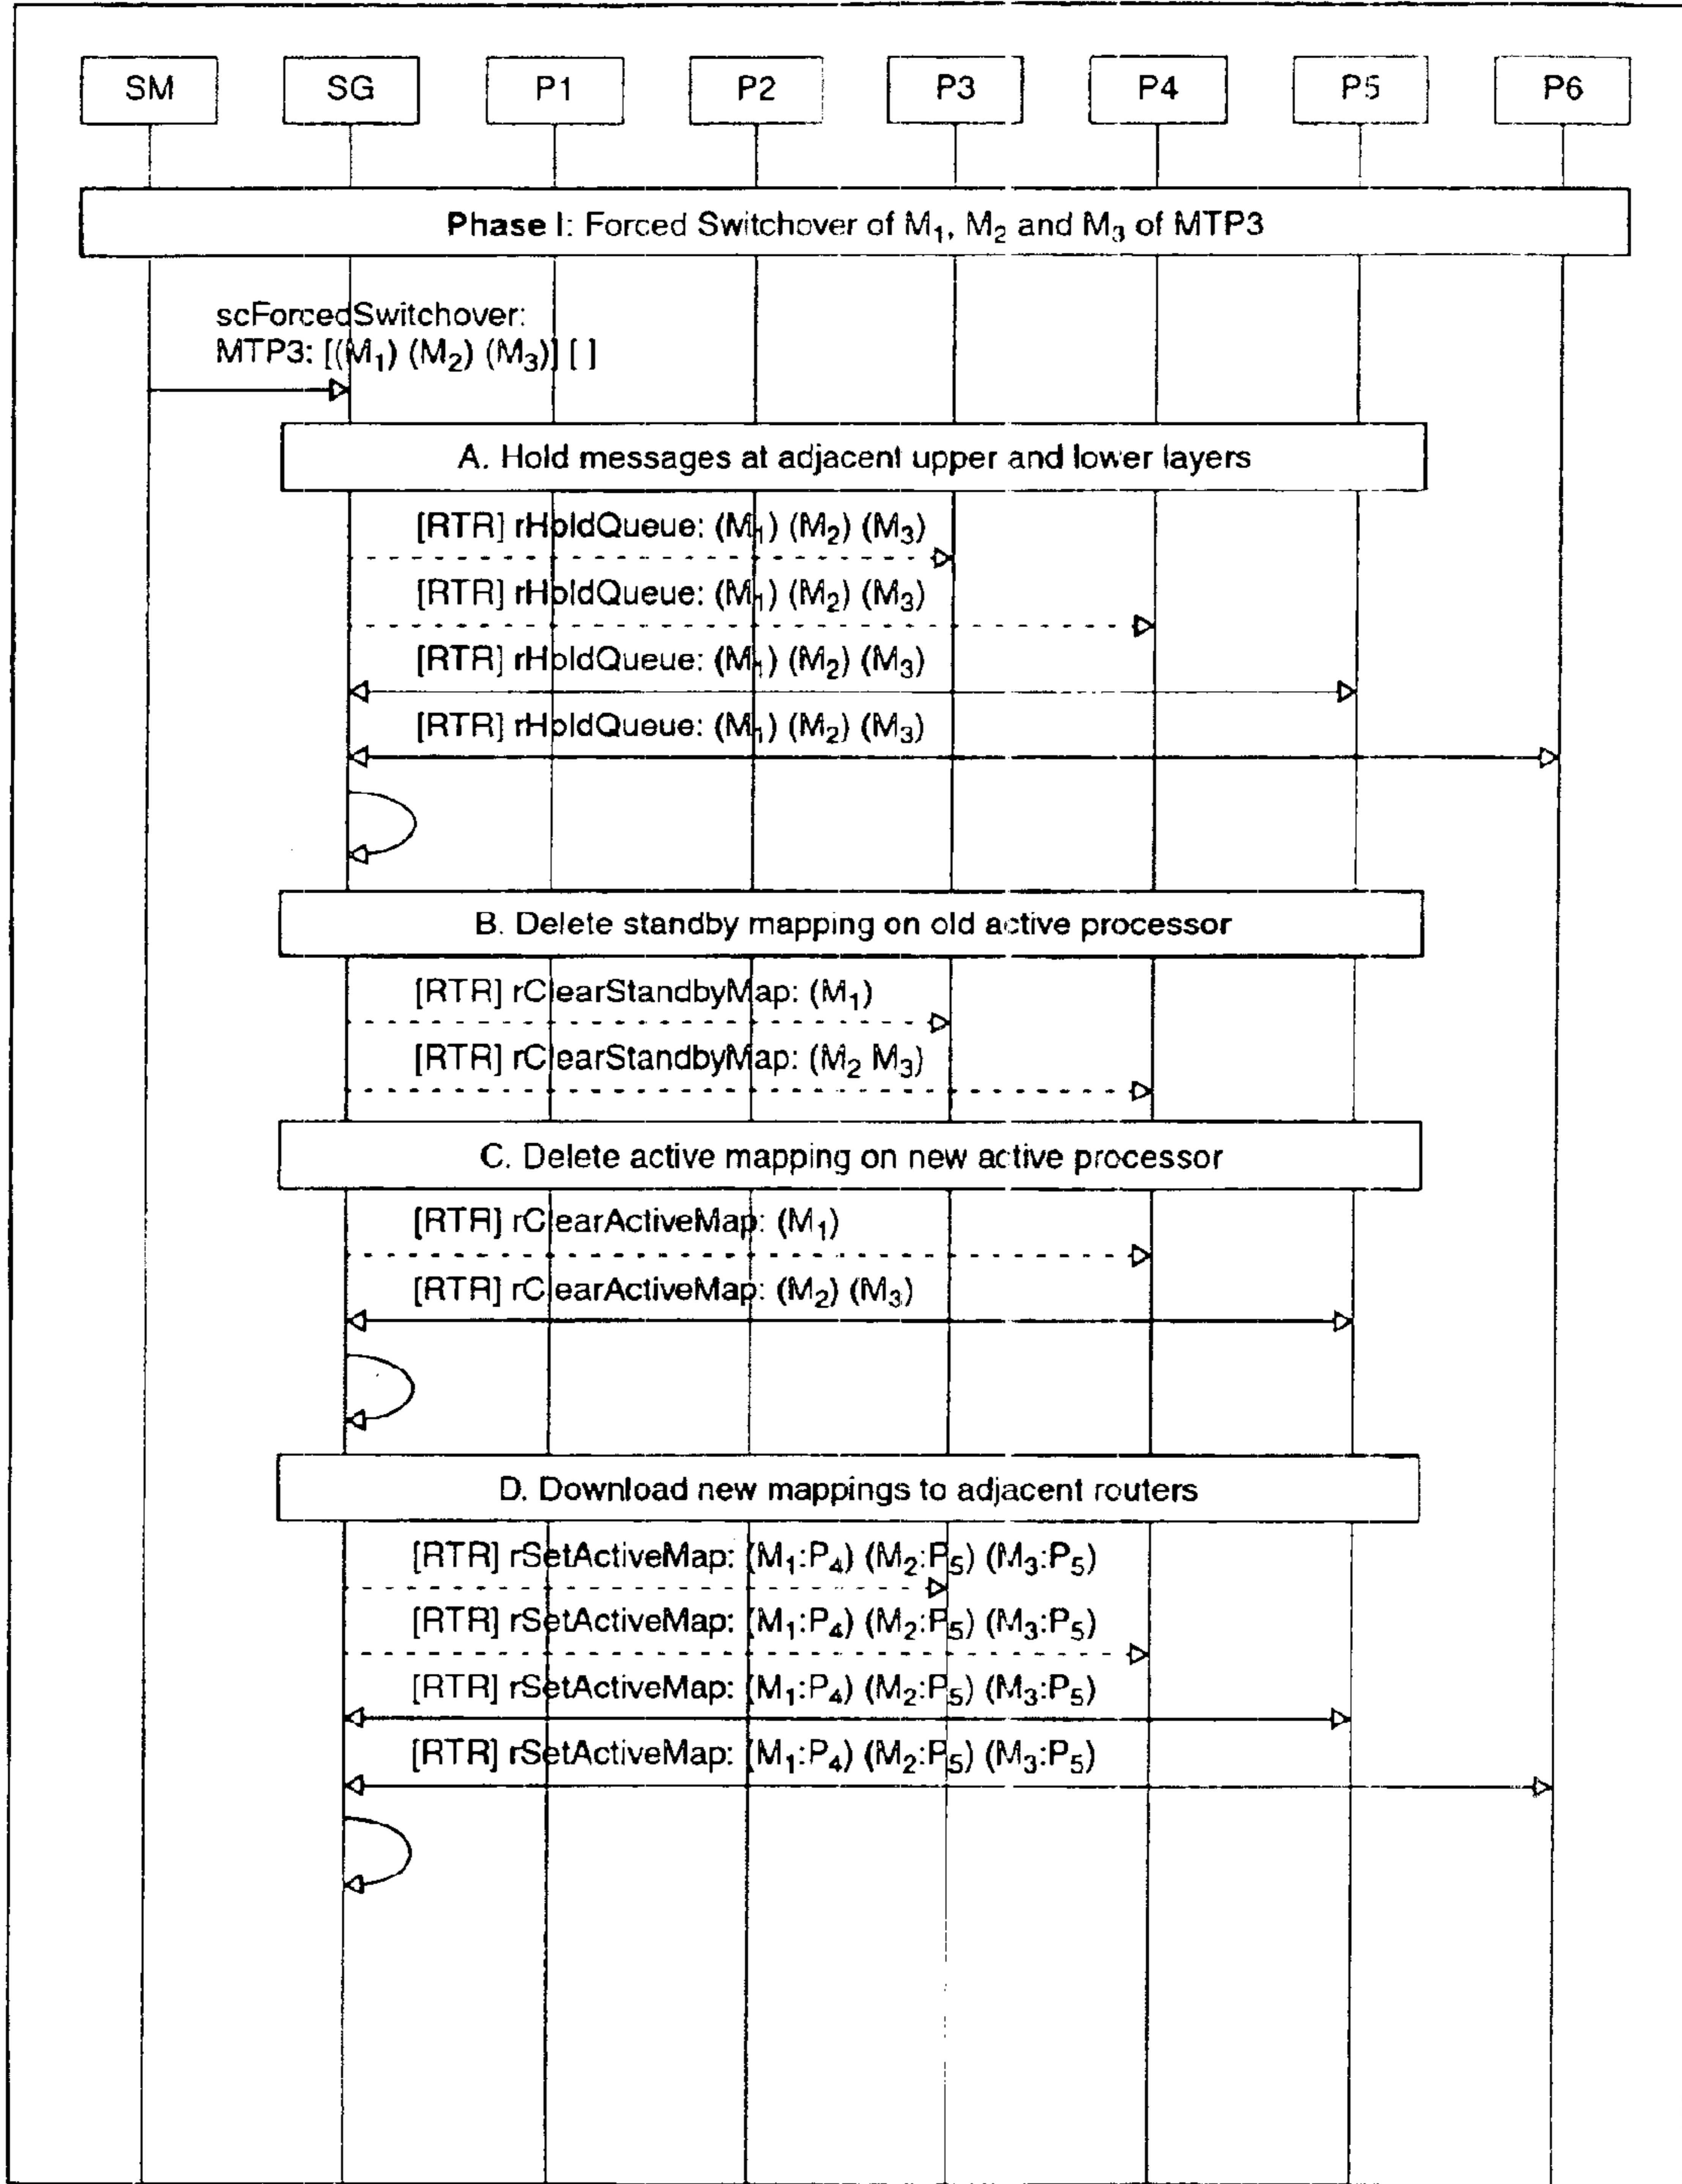 SM SG P1 P2 P3 P4 P5 P6
Phase I: Forced Switchover of M₁, M₂ and M₃ of MTP3
scForcedSwitchover:
MTP3: [(M₁) (M₂) (M₃)] [ ]
A. Hold messages at adjacent upper and lower layers
[RTR] rHoldQueue: (M₁) (M₂) (M₃)
[RTR] rHoldQueue: (M₁) (M₂) (M₃)
[RTR] rHoldQueue: (M₁) (M₂) (M₃)
[RTR] rHoldQueue: (M₁) (M₂) (M₃)
B. Delete standby mapping on old active processor
[RTR] rClearStandbyMap: (M₁)
[RTR] rClearStandbyMap: (M₂ M₃)
C. Delete active mapping on new active processor
[RTR] rClearActiveMap: (M₁)
[RTR] rClearActiveMap: (M₂) (M₃)
D. Download new mappings to adjacent routers
[RTR] rSetActiveMap: (M₁:P₄) (M₂:P₅) (M₃:P₅)
[RTR] rSetActiveMap: (M₁:P₄) (M₂:P₅) (M₃:P₅)
[RTR] rSetActiveMap: (M₁:P₄) (M₂:P₅) (M₃:P₅)
[RTR] rSetActiveMap: (M₁:P₄) (M₂:P₅) (M₃:P₅)